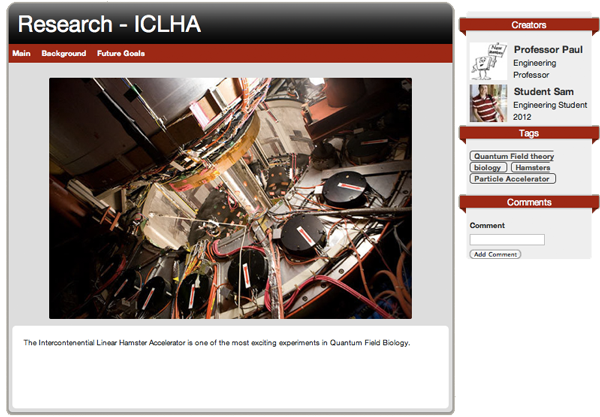 Research - ICLHA
Main Background Future Goals
The Intercontenential Linear Hamster Accelerator is one of the most exciting experiments in Quantum Field Biology.
Creators
Professor Paul
Engineering
Professor
Student Sam
Engineering Student
2012
Tags
Quantum Field theory
biology Hamsters
Particle Accelerator
Comments
Comment
Add Comment